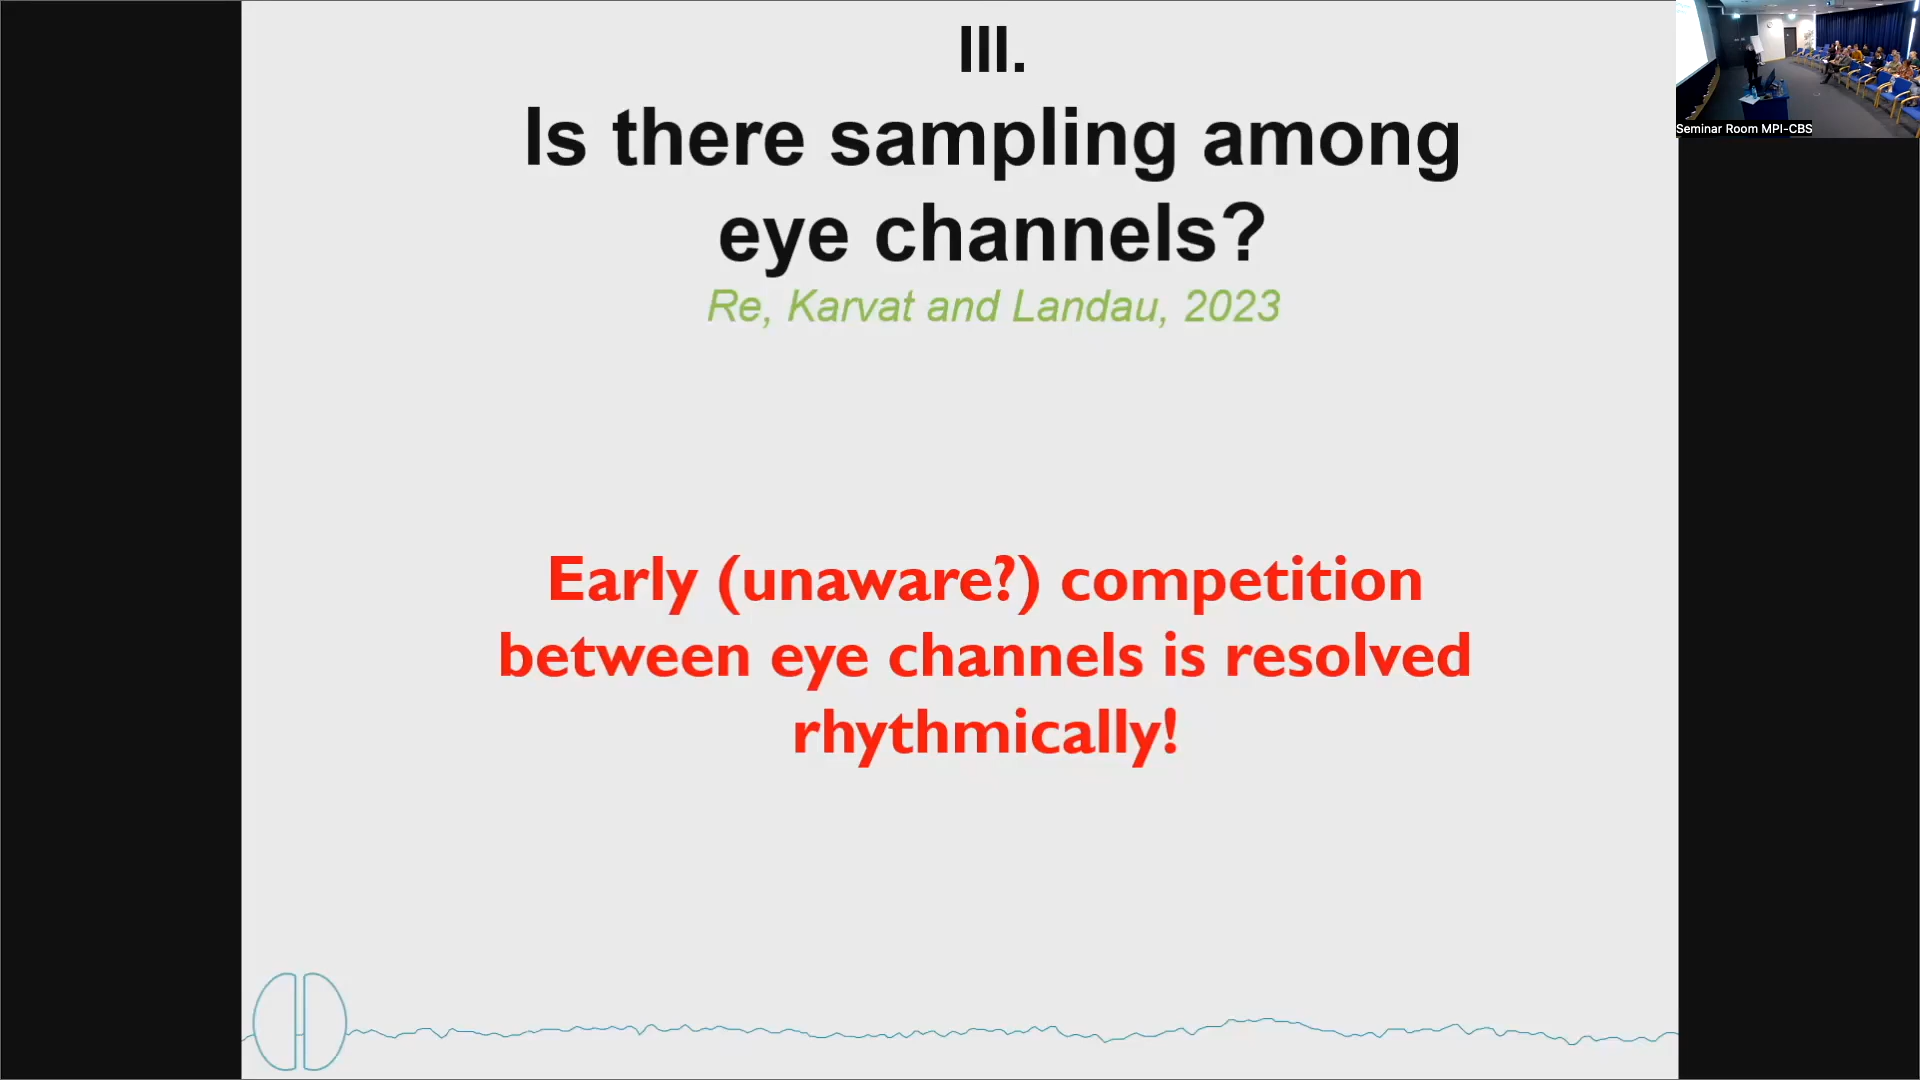 III.
Is there sampling among
eye channels?
Re, Karvat and Landau, 2023
Early (unaware?) competition
between eye channels is resolved
rhythmically!
Seminar Room MPI-CBS